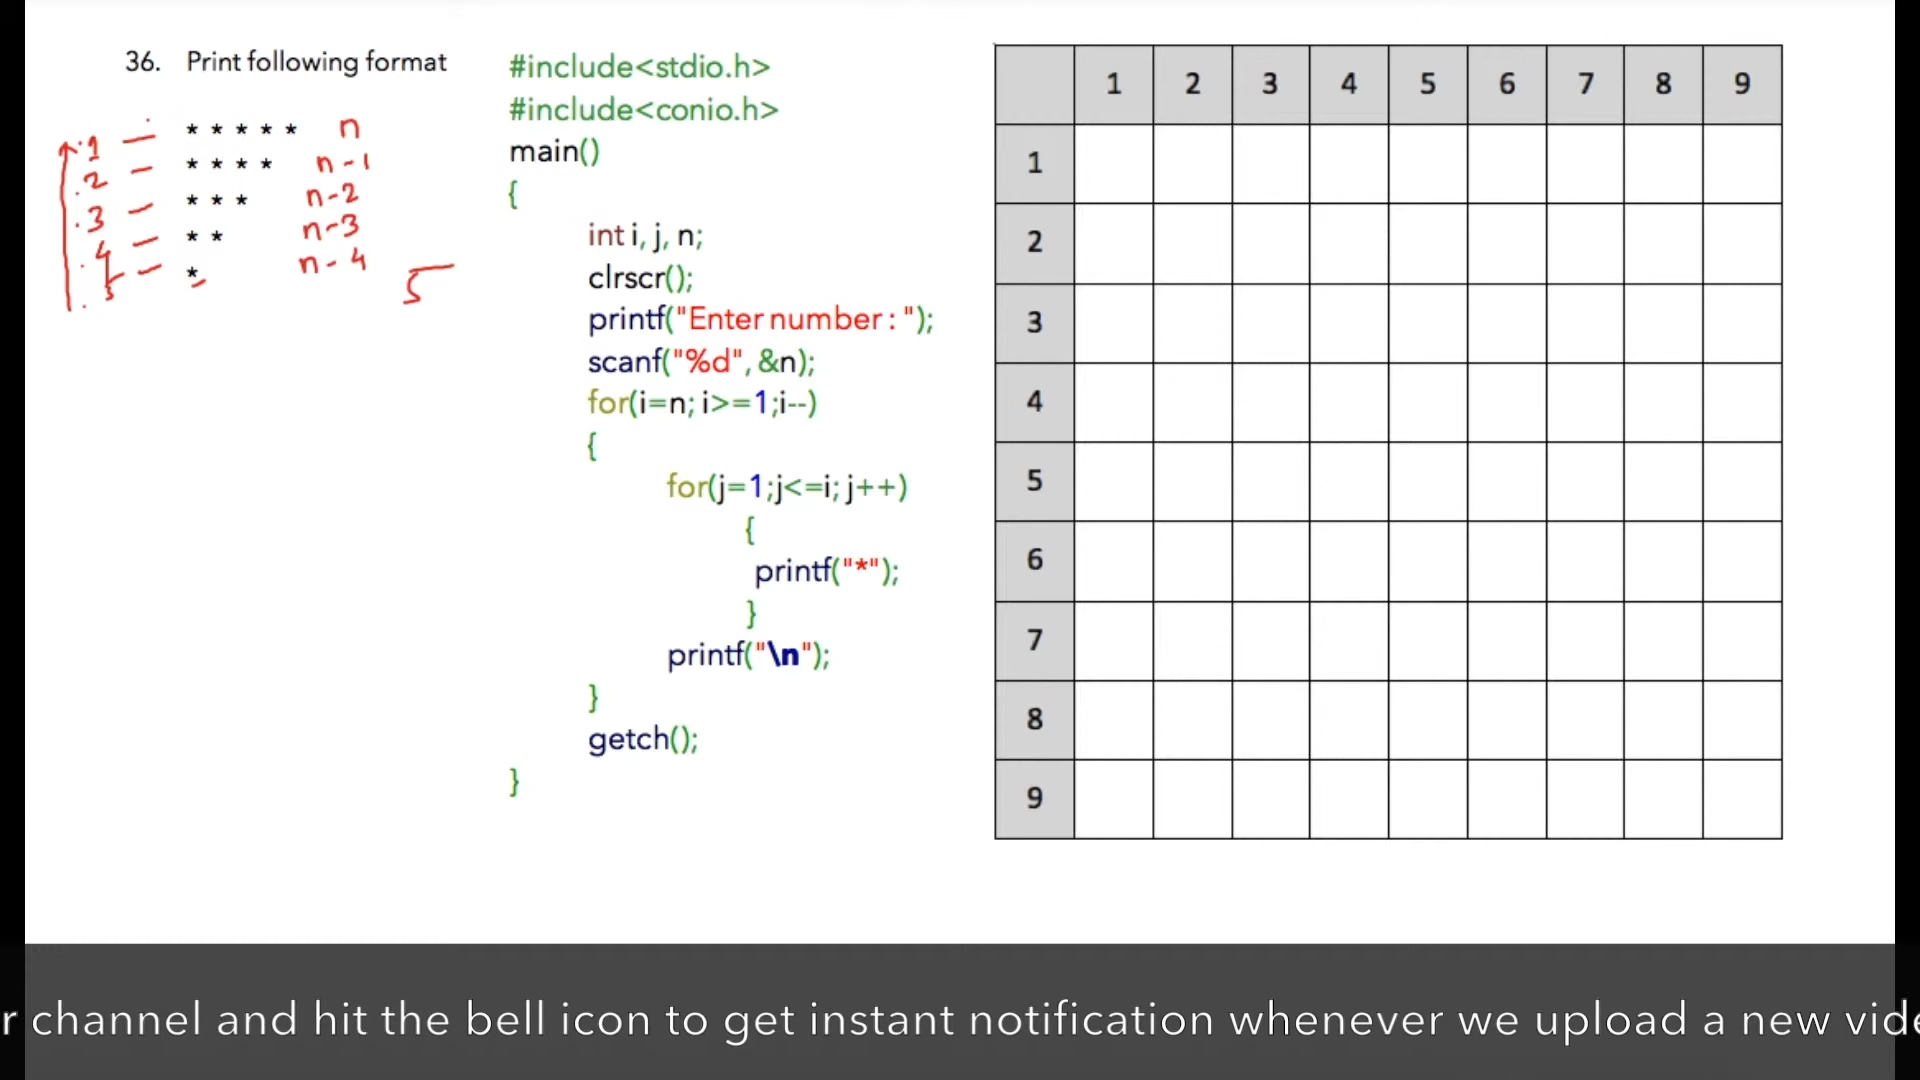 36. Print following format
1 — * * * * * n
2 — * * * * n-1
3 — * * * n-2
4 — * * n-3
5 — * n-4
5
#include<stdio.h>
#include<conio.h>
main()
{
int i, j, n;
clrscr();
printf("Enter number : ");
scanf("%d", &n);
for(i=n; i>=1;i--)
{
for(j=1;j<=i; j++)
{
printf("*");
}
printf("\n");
}
getch();
}
1 2 3 4 5 6 7 8 9
1
2
3
4
5
6
7
8
9
r channel and hit the bell icon to get instant notification whenever we upload a new vide